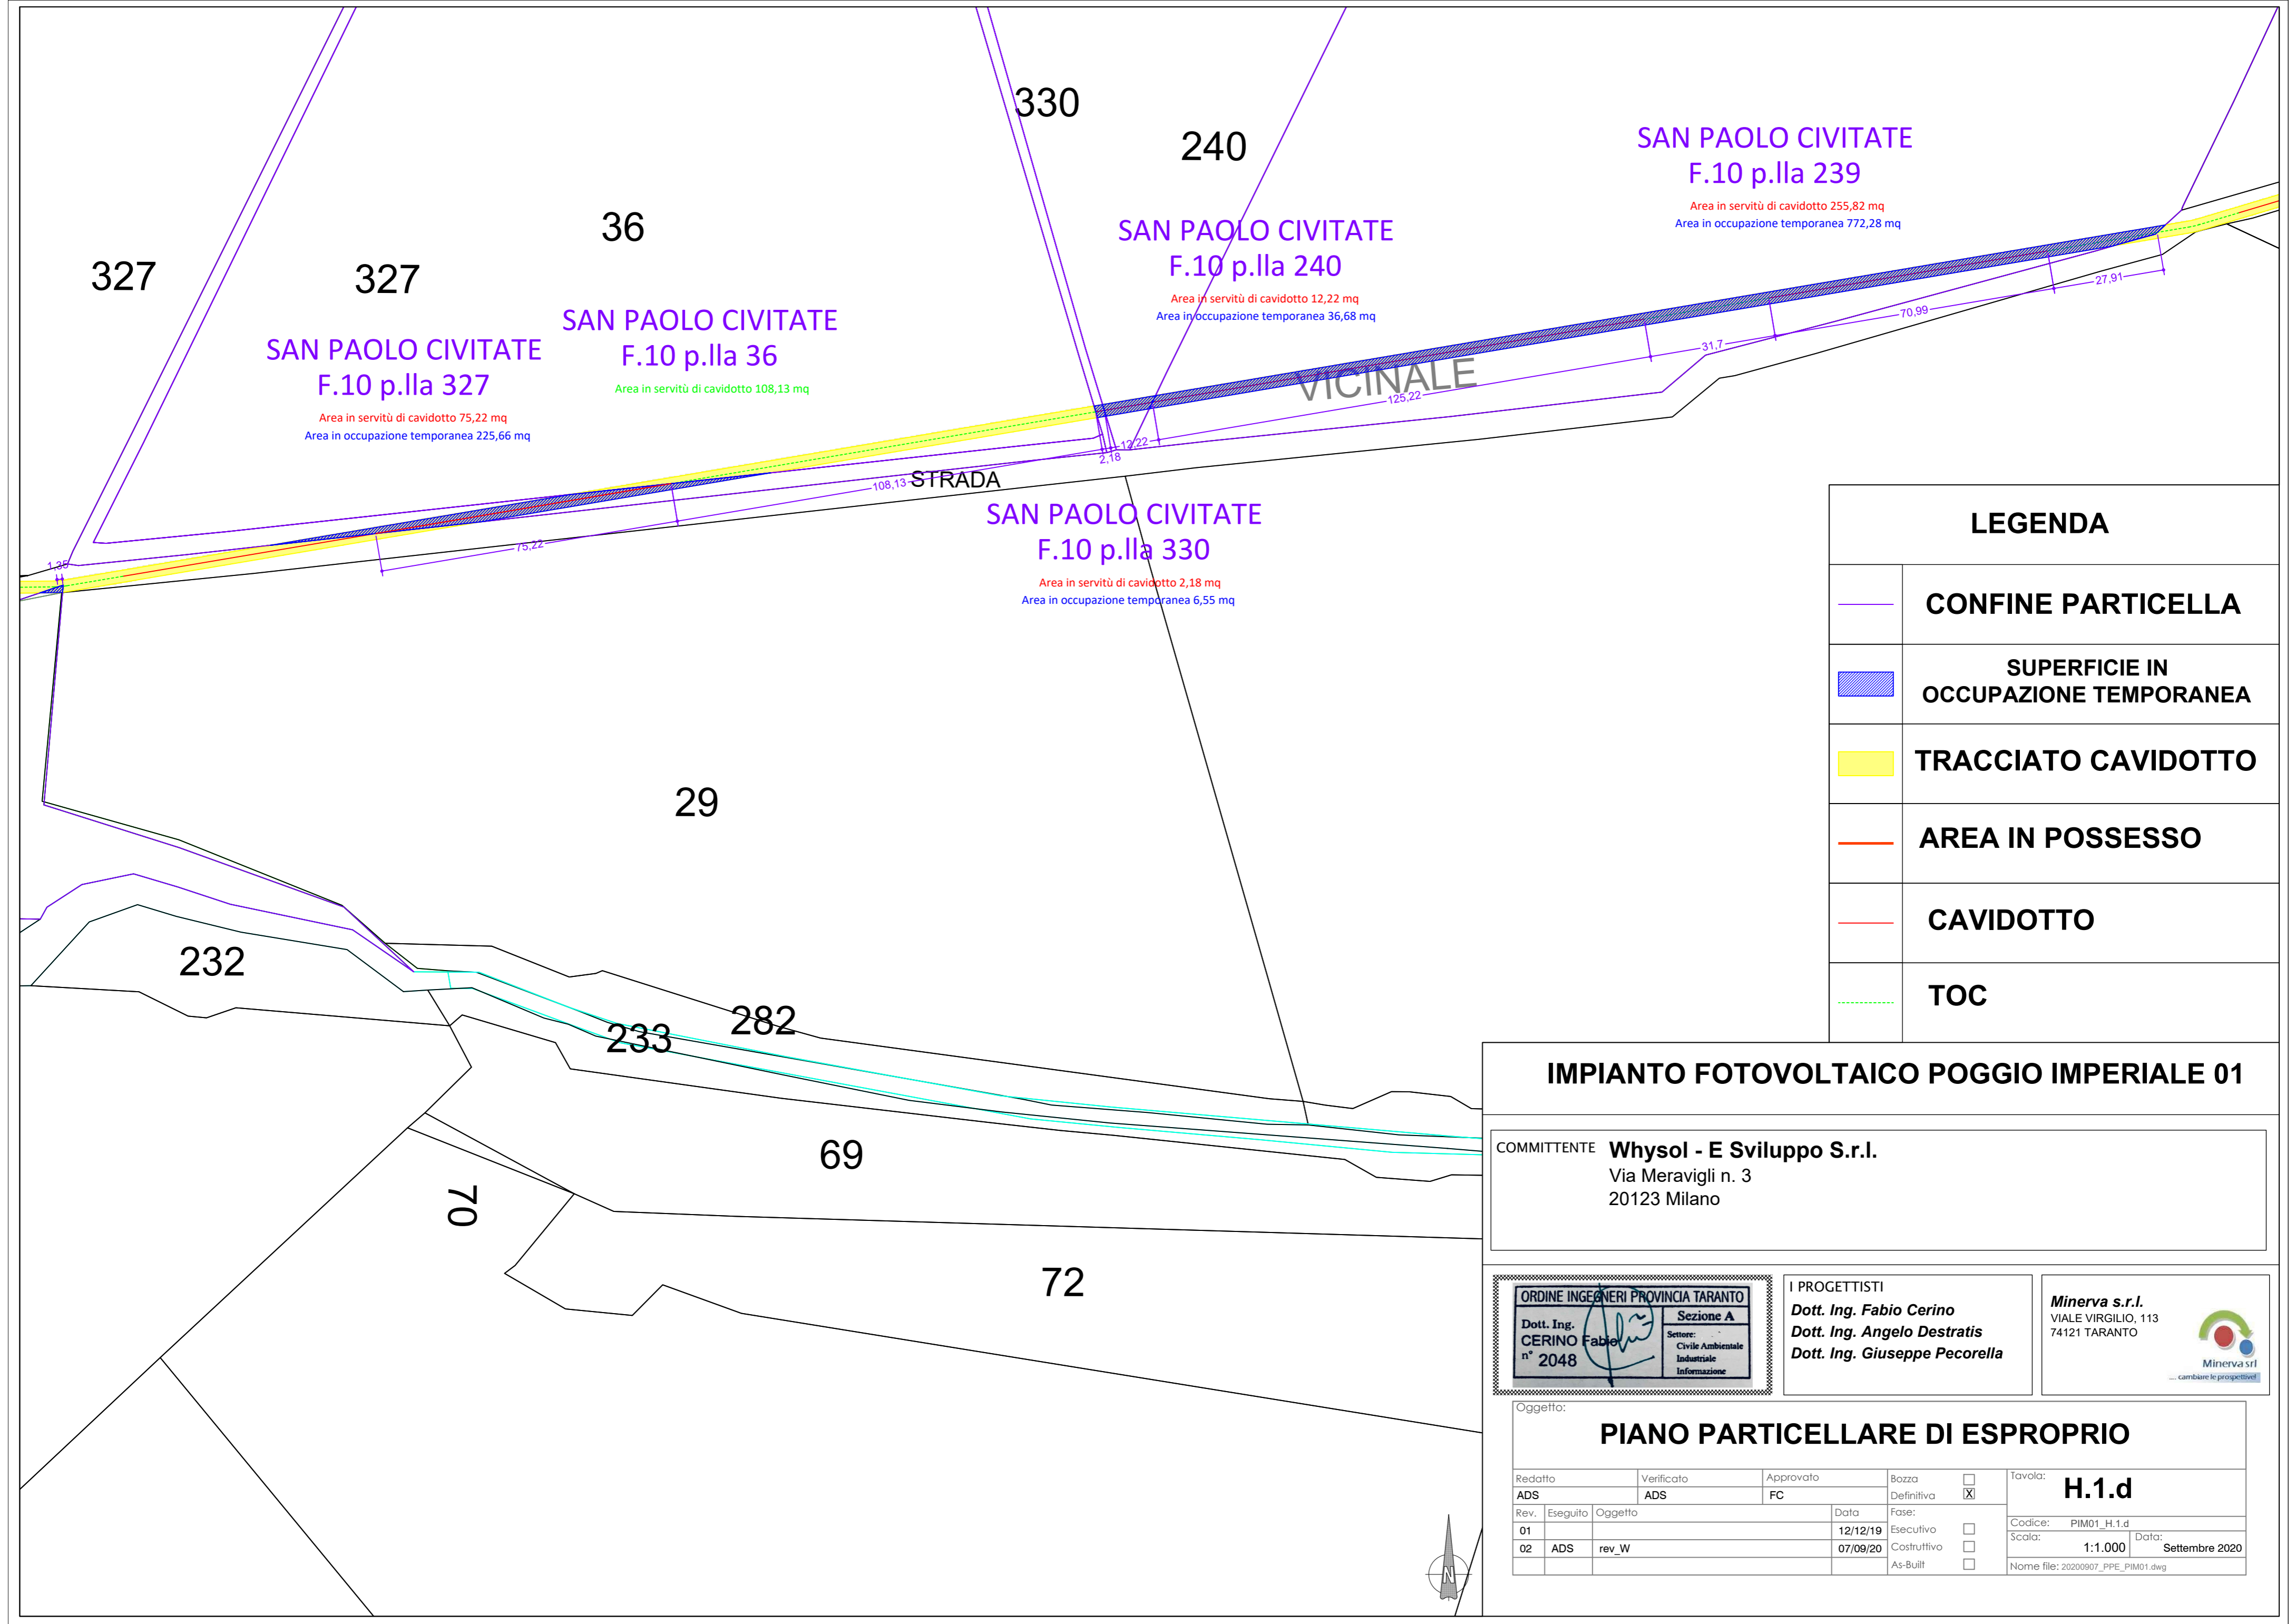 330
240
SAN PAOLO CIVITATE
F.10 p.lla 239
Area in servitù di cavidotto 255,82 mq
Area in occupazione temporanea 772,28 mq
36
SAN PAOLO CIVITATE
F.10 p.lla 240
Area in servitù di cavidotto 12,22 mq
Area in occupazione temporanea 36,68 mq
327
327
SAN PAOLO CIVITATE
F.10 p.lla 36
Area in servitù di cavidotto 108,13 mq
SAN PAOLO CIVITATE
F.10 p.lla 327
Area in servitù di cavidotto 75,22 mq
Area in occupazione temporanea 225,66 mq
27,91
70,99
31,7
VICINALE
125,22
12,22
2,18
108,13
STRADA
75,22
1,35
SAN PAOLO CIVITATE
F.10 p.lla 330
Area in servitù di cavidotto 2,18 mq
Area in occupazione temporanea 6,55 mq
29
232
282
233
69
70
72
LEGENDA
CONFINE PARTICELLA
SUPERFICIE IN
OCCUPAZIONE TEMPORANEA
TRACCIATO CAVIDOTTO
AREA IN POSSESSO
CAVIDOTTO
TOC
IMPIANTO FOTOVOLTAICO POGGIO IMPERIALE 01
COMMITTENTE Whysol - E Sviluppo S.r.l.
Via Meravigli n. 3
20123 Milano
ORDINE INGEGNERI PROVINCIA TARANTO
Dott. Ing.
CERINO Fabio
n° 2048
Sezione A
Settore:
Civile Ambientale
Industriale
Informazione
I PROGETTISTI
Dott. Ing. Fabio Cerino
Dott. Ing. Angelo Destratis
Dott. Ing. Giuseppe Pecorella
Minerva s.r.l.
VIALE VIRGILIO, 113
74121 TARANTO
Minerva srl
.... cambiare le prospettive!
Oggetto:
PIANO PARTICELLARE DI ESPROPRIO
Redatto Verificato Approvato
ADS ADS FC
Rev. Eseguito Oggetto Data
01 12/12/19
02 ADS rev_W 07/09/20
Bozza
Definitiva X
Fase:
Esecutivo
Costruttivo
As-Built
Tavola: H.1.d
Codice: PIM01_H.1.d
Scala: 1:1.000 Data: Settembre 2020
Nome file: 20200907_PPE_PIM01.dwg
N